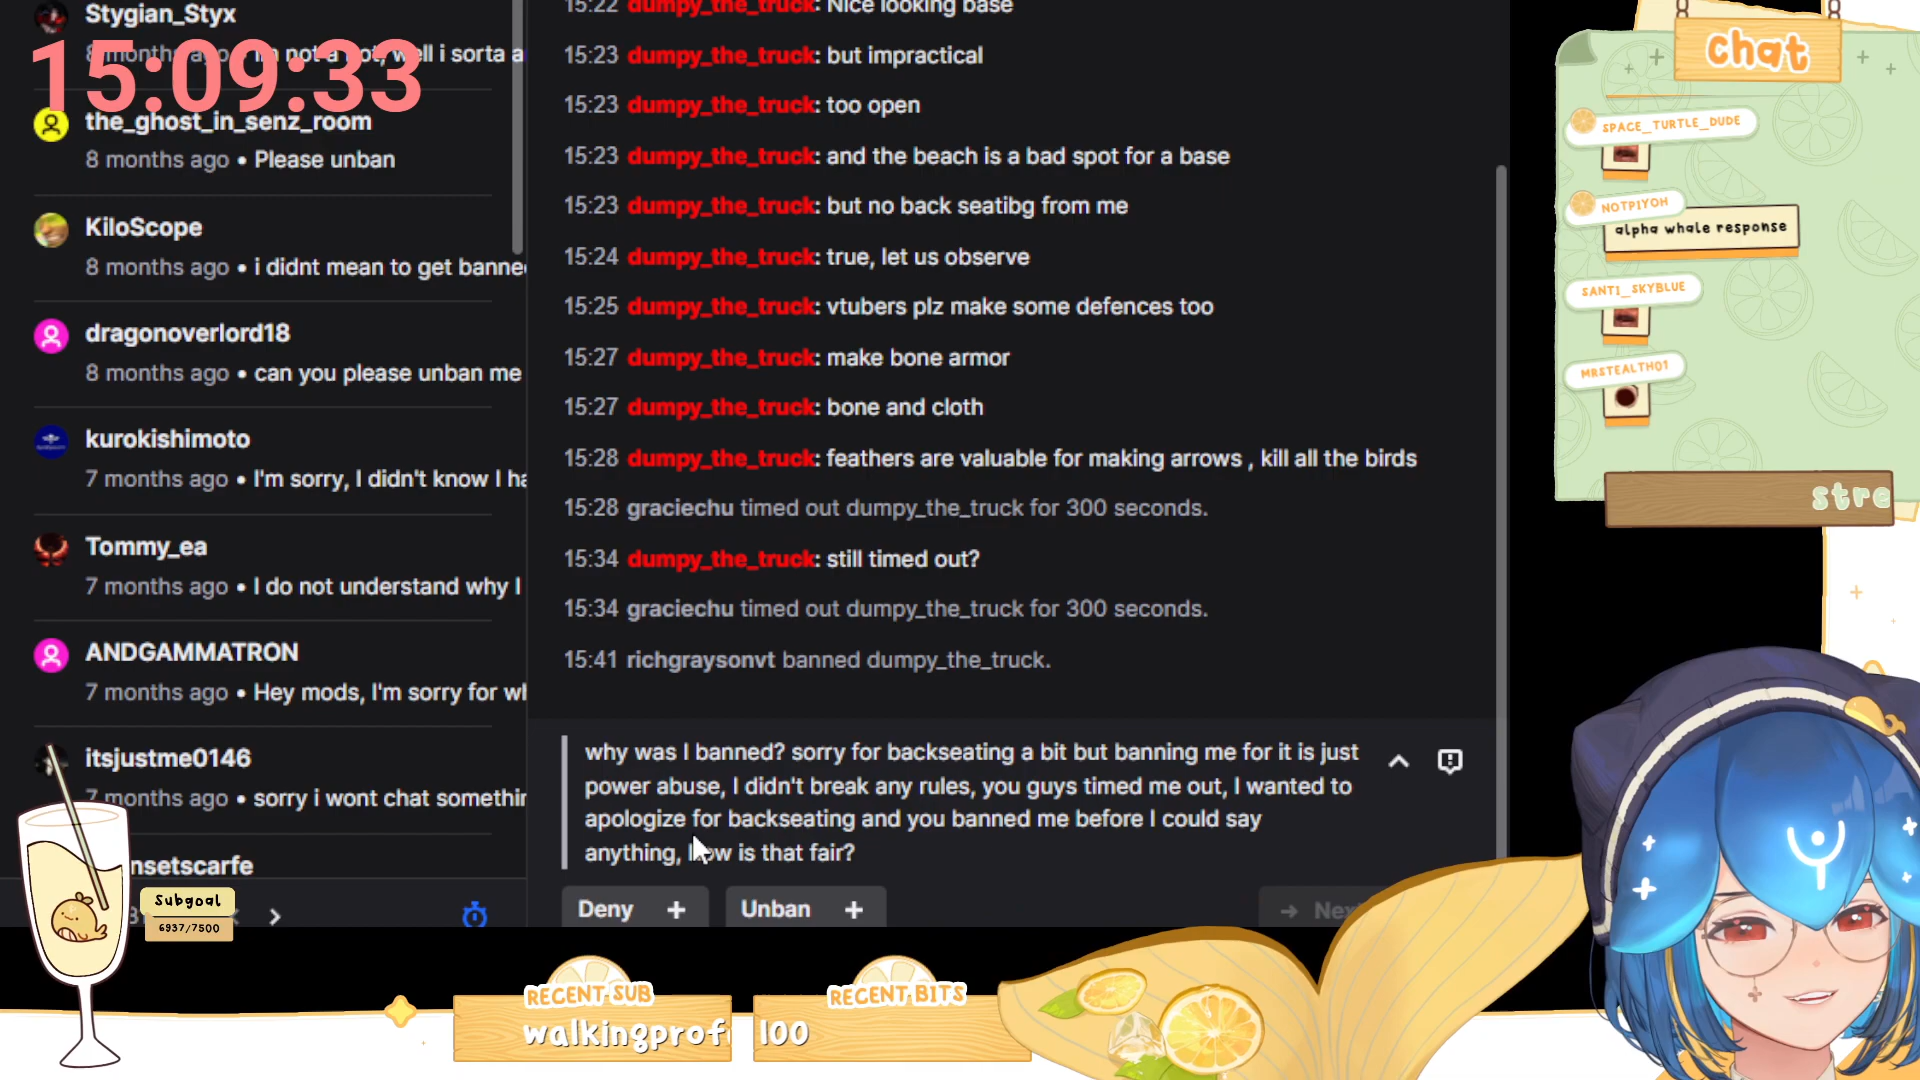 Stygian_Styx
15:09:33
the_ghost_in_senz_room
8 months ago • Please unban
KiloScope
8 months ago • i didnt mean to get banne
dragonoverlord18
8 months ago • can you please unban me
kurokishimoto
7 months ago • I'm sorry, I didn't know I ha
Tommy_ea
7 months ago • I do not understand why I
ANDGAMMATRON
7 months ago • Hey mods, I'm sorry for wh
itsjustme0146
7 months ago • sorry i wont chat somethin
nsetscarfe
Subgoal
6937/7500
15:22 dumpy_the_truck: Nice looking base
15:23 dumpy_the_truck: but impractical
15:23 dumpy_the_truck: too open
15:23 dumpy_the_truck: and the beach is a bad spot for a base
15:23 dumpy_the_truck: but no back seatibg from me
15:24 dumpy_the_truck: true, let us observe
15:25 dumpy_the_truck: vtubers plz make some defences too
15:27 dumpy_the_truck: make bone armor
15:27 dumpy_the_truck: bone and cloth
15:28 dumpy_the_truck: feathers are valuable for making arrows , kill all the birds
15:28 graciechu timed out dumpy_the_truck for 300 seconds.
15:34 dumpy_the_truck: still timed out?
15:34 graciechu timed out dumpy_the_truck for 300 seconds.
15:41 richgraysonvt banned dumpy_the_truck.
why was I banned? sorry for backseating a bit but banning me for it is just
power abuse, I didn't break any rules, you guys timed me out, I wanted to
apologize for backseating and you banned me before I could say
anything, how is that fair?
Deny +
Unban +
RECENT SUB
walkingprof
RECENT BITS
100
chat
SPACE_TURTLE_DUDE
NOTP1YOH
alpha whale response
SANTI_SKYBLUE
MRSTEALTH01
stre